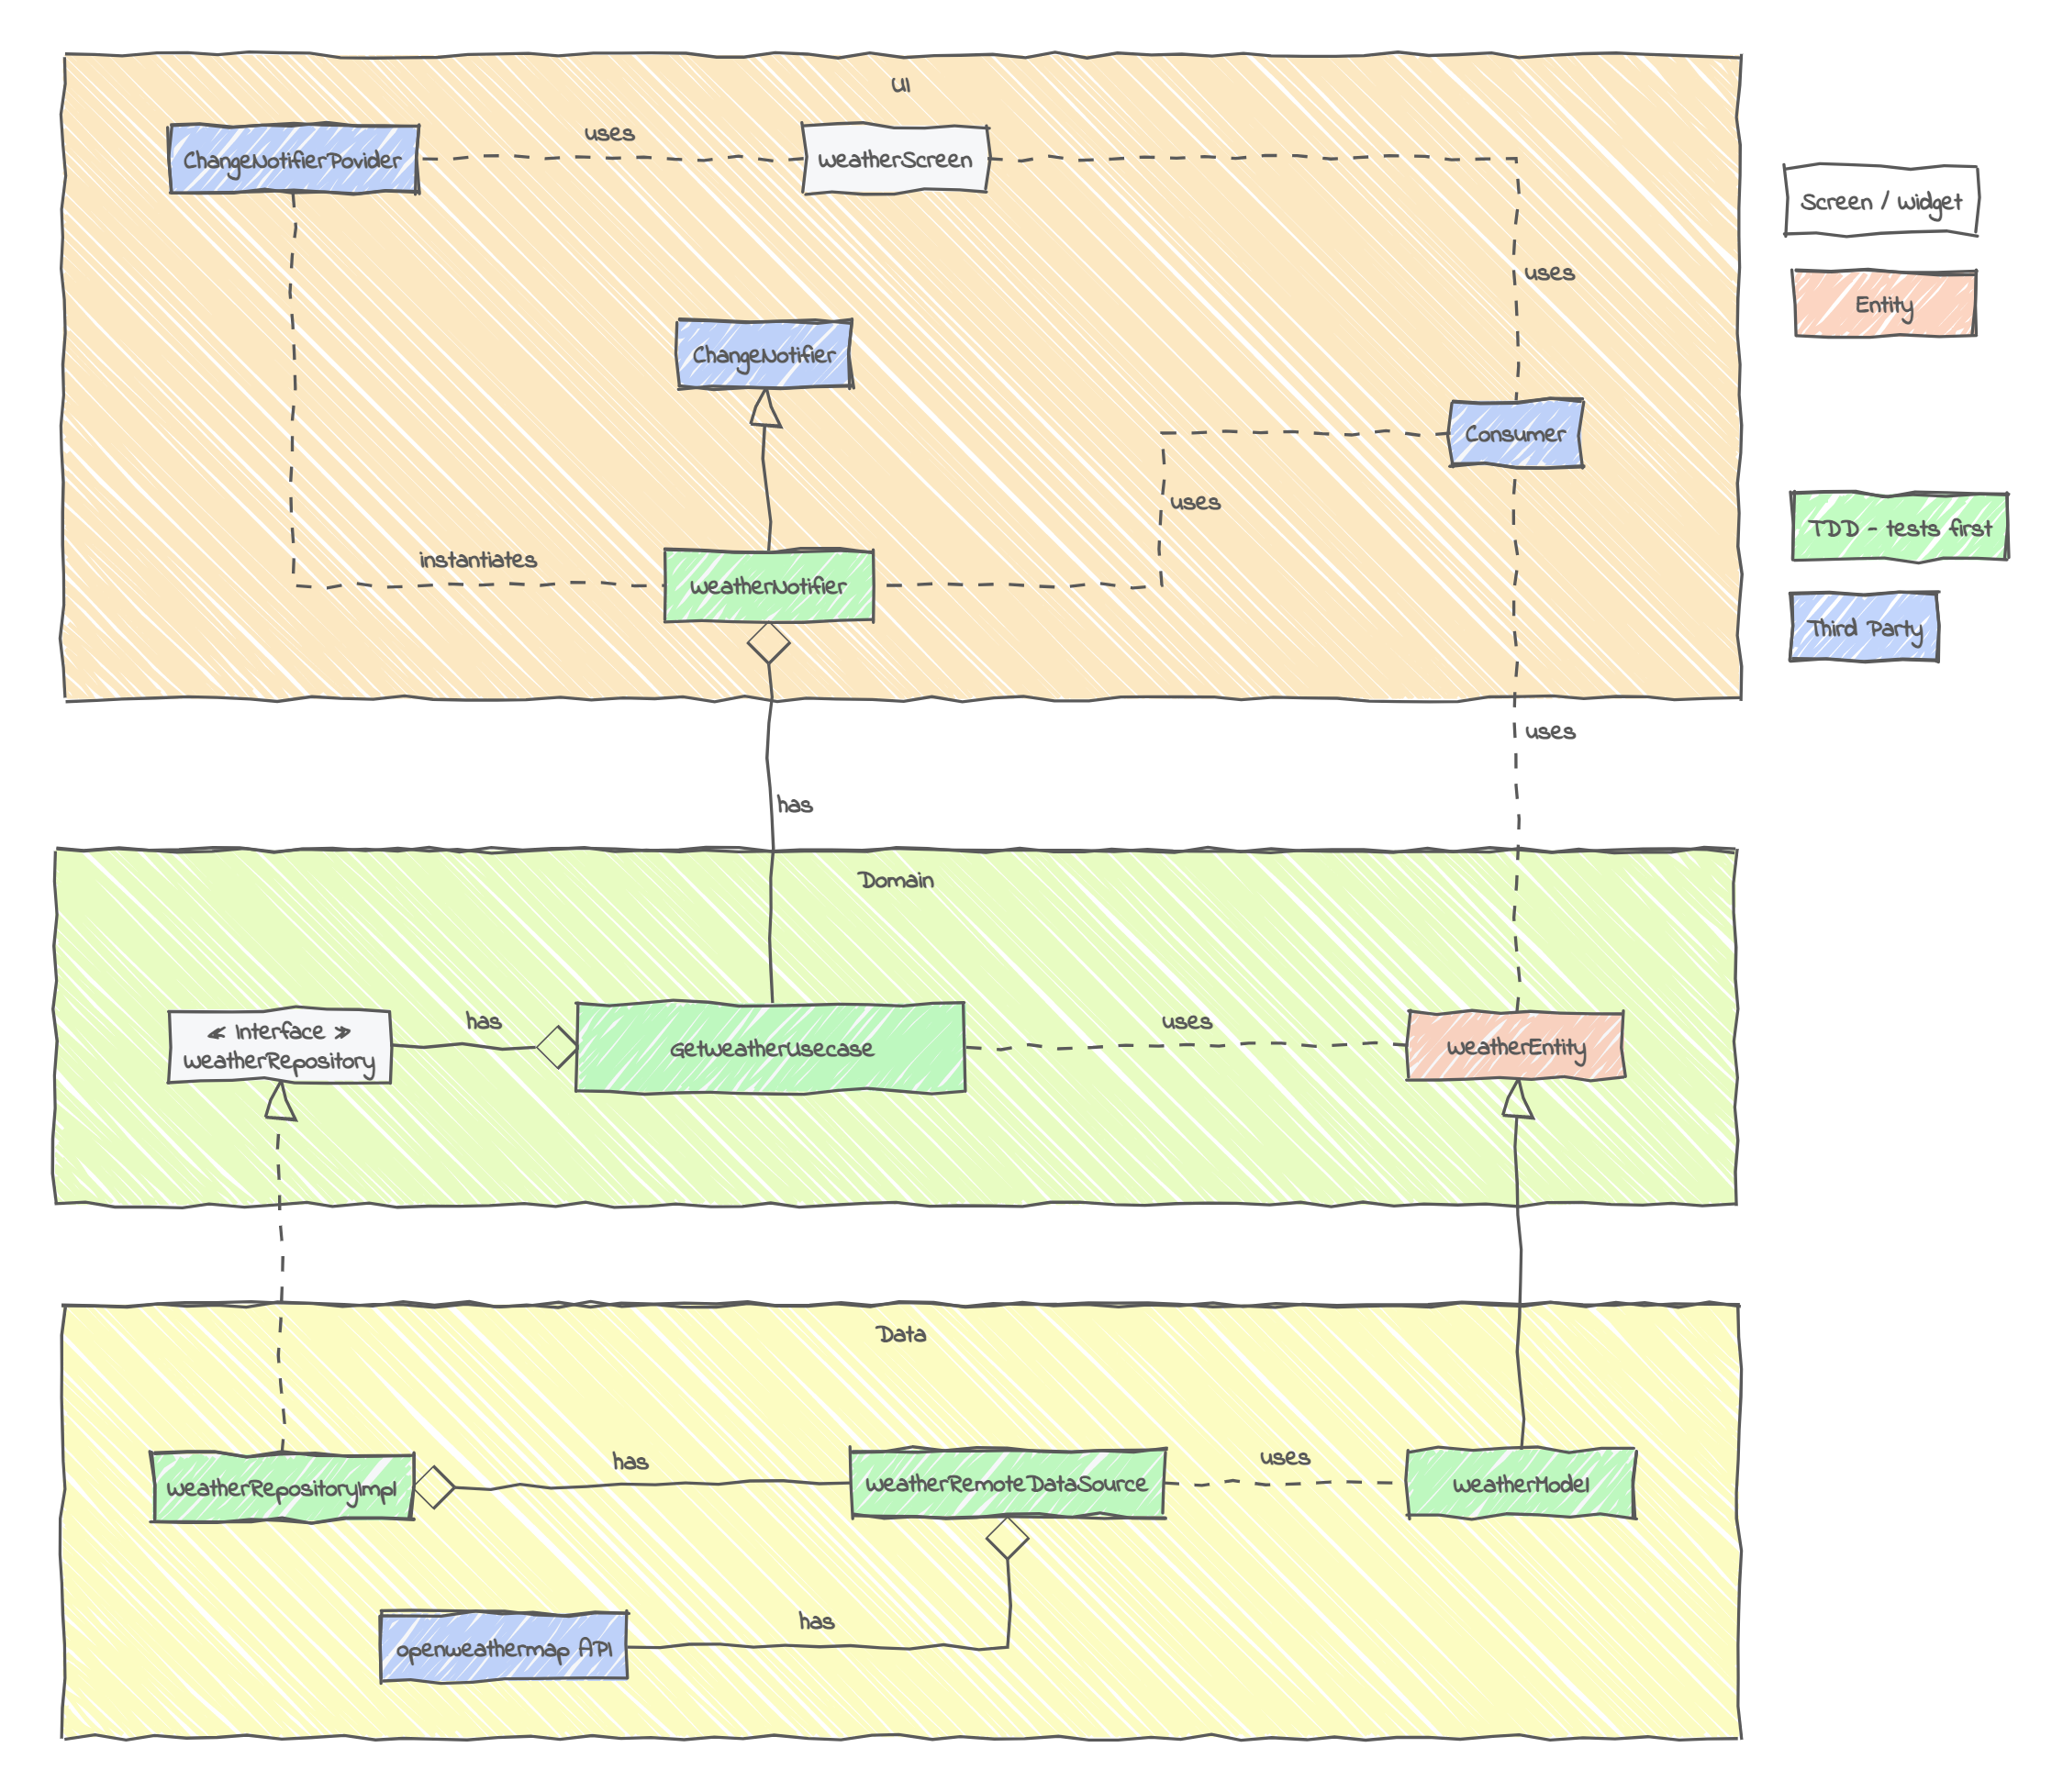 UI
ChangeNotifierPovider
uses
WeatherScreen
Screen / Widget
uses
Entity
ChangeNotifier
Consumer
uses
TDD - tests first
instantiates
WeatherNotifier
Third Party
uses
has
Domain
≪ Interface ≫
WeatherRepository
has
GetWeatherUsecase
uses
WeatherEntity
Data
WeatherRepositoryImpl
has
WeatherRemoteDataSource
uses
WeatherModel
openweathermap API
has